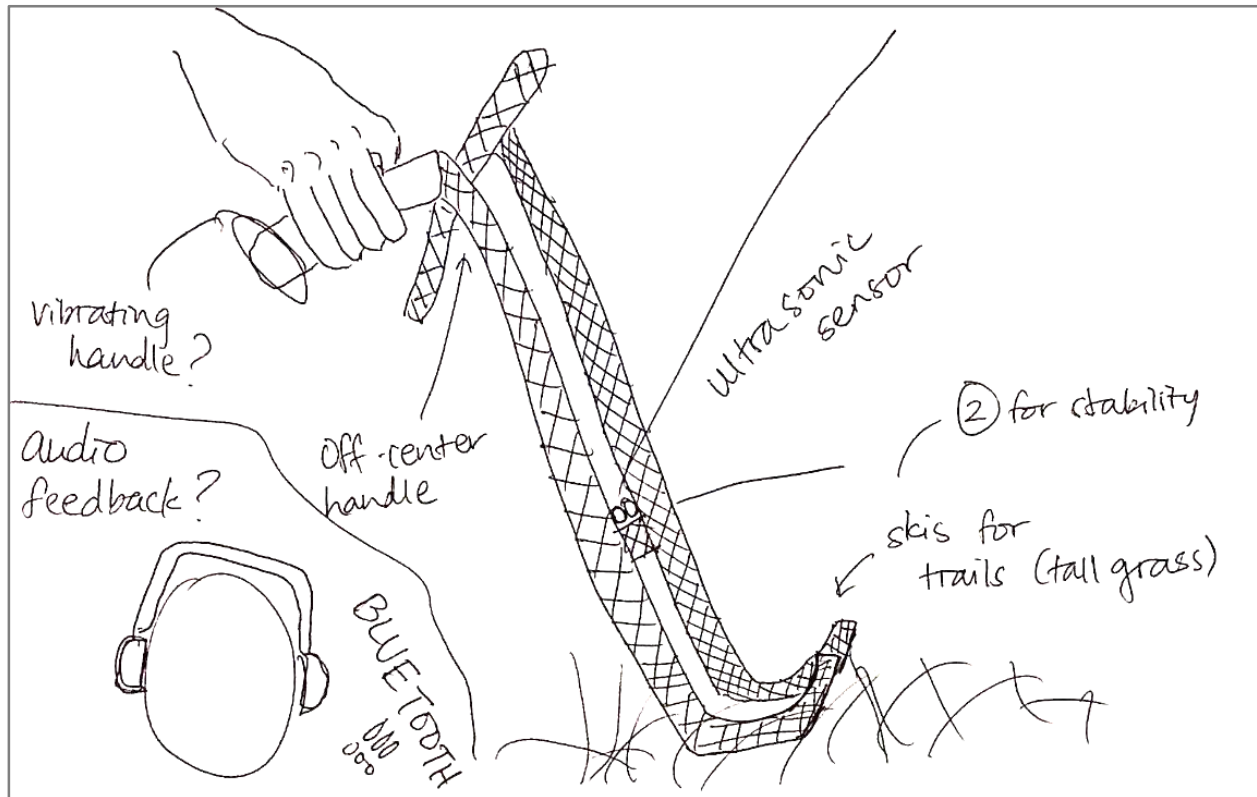 vibrating
handle?
audio
feedback?
off-center
handle
BLUETOOTH
ultrasonic
sensor
② for stability
skis for
trails (tall grass)